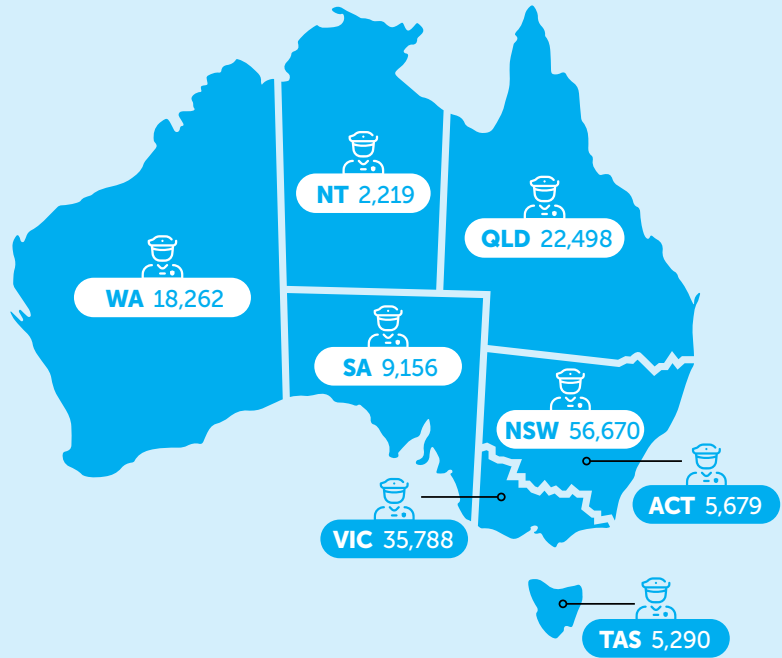 NT 2,219
QLD 22,498
WA 18,262
SA 9,156
NSW 56,670
ACT 5,679
VIC 35,788
TAS 5,290